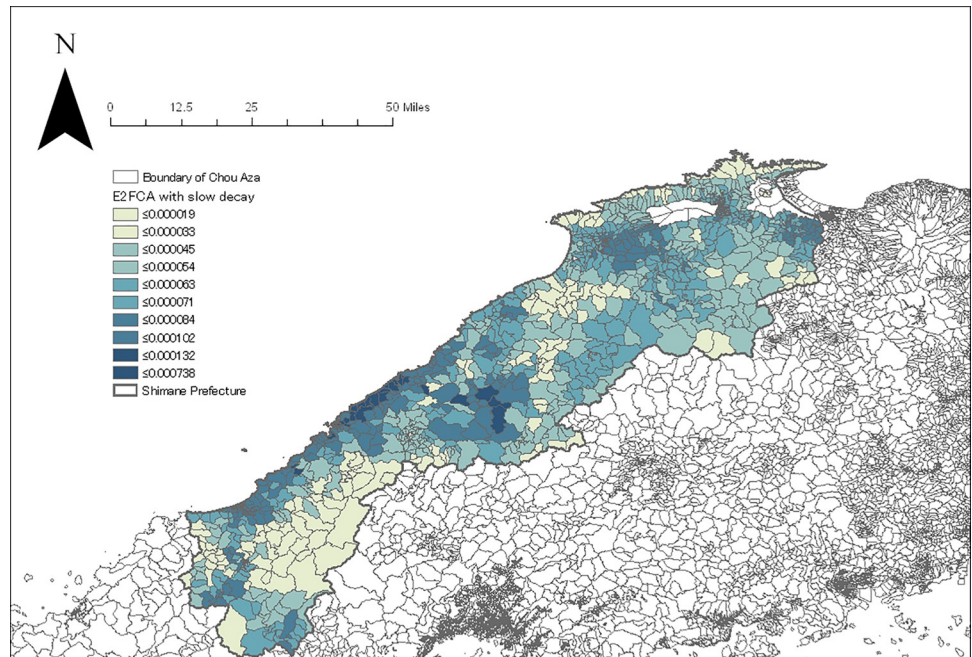 N
0 12.5 25 50 Miles
Boundary of Chou Aza
E2FCA with slow decay
≤0.000019
≤0.000033
≤0.000045
≤0.000054
≤0.000063
≤0.000071
≤0.000084
≤0.000102
≤0.000132
≤0.000738
Shimane Prefecture